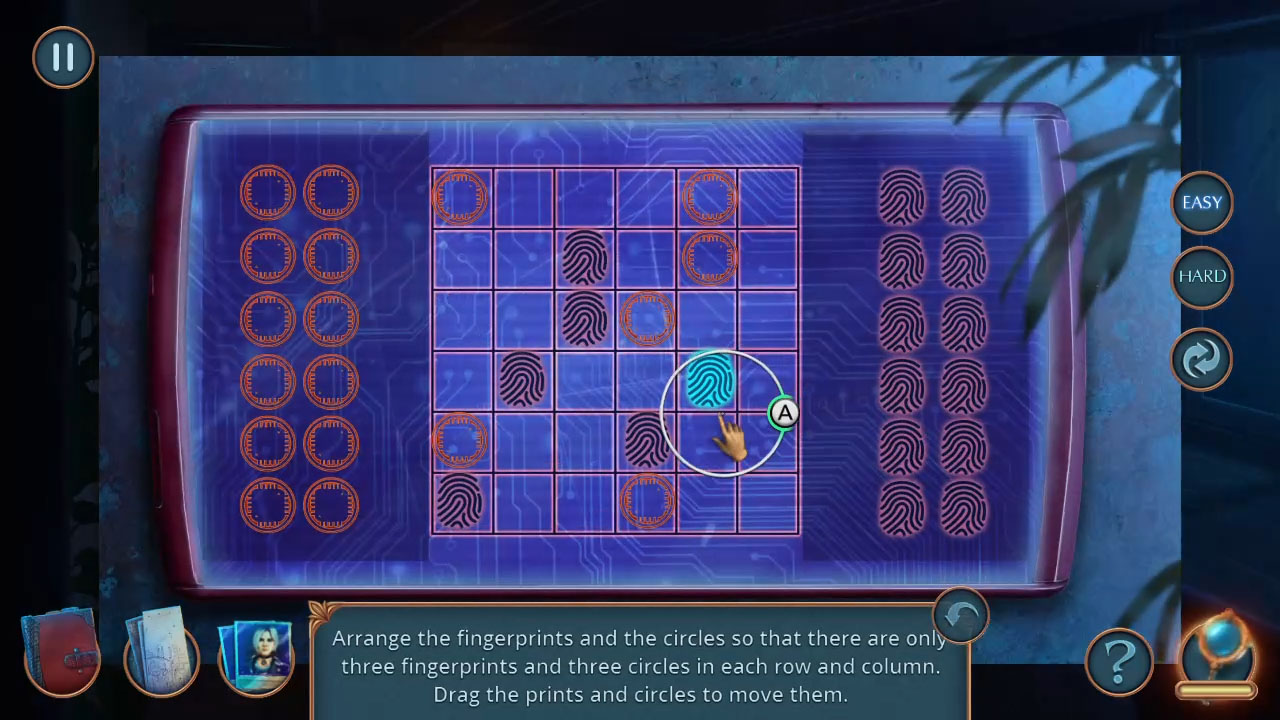 EASY
HARD
A
Arrange the fingerprints and the circles so that there are only
three fingerprints and three circles in each row and column.
Drag the prints and circles to move them.
?